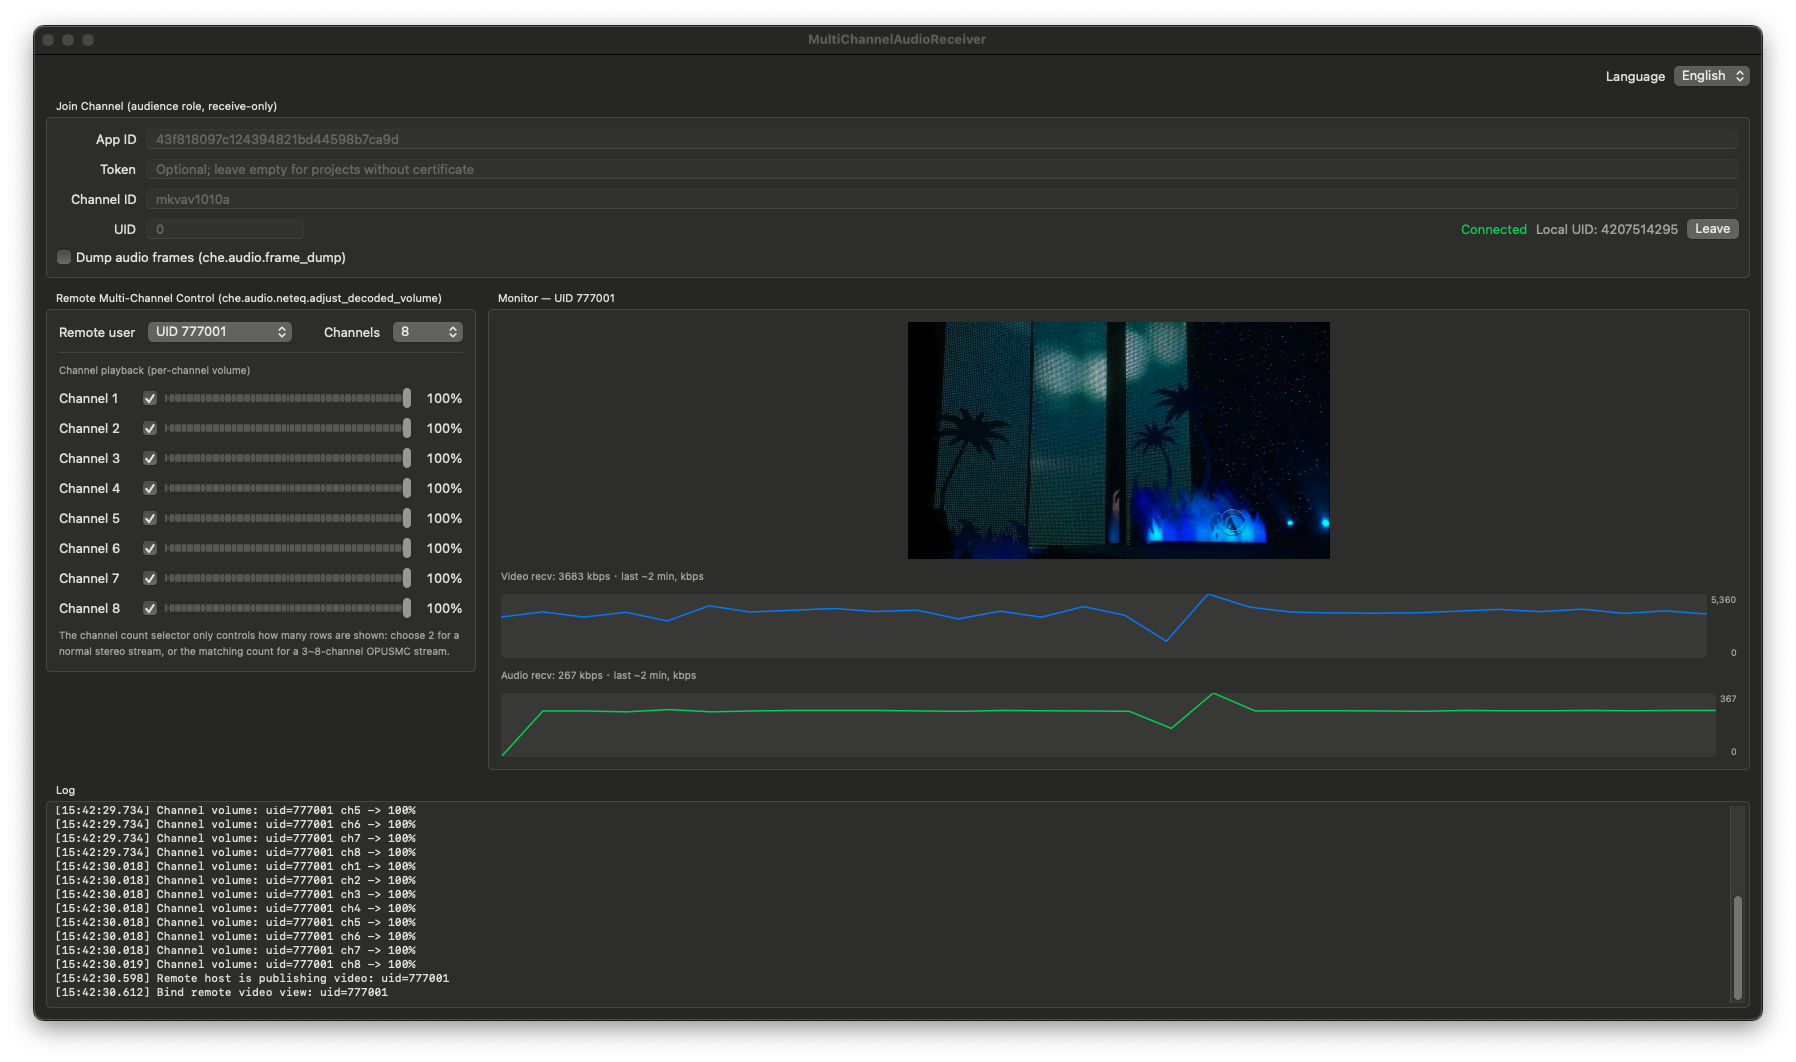 MultiChannelAudioReceiver
Language English
Join Channel (audience role, receive-only)
App ID 43f818097c124394821bd44598b7ca9d
Token Optional; leave empty for projects without certificate
Channel ID mkvav1010a
UID 0
Connected Local UID: 4207514295 Leave
Dump audio frames (che.audio.frame_dump)
Remote Multi-Channel Control (che.audio.neteq.adjust_decoded_volume)
Remote user UID 777001 Channels 8
Channel playback (per-channel volume)
Channel 1 100%
Channel 2 100%
Channel 3 100%
Channel 4 100%
Channel 5 100%
Channel 6 100%
Channel 7 100%
Channel 8 100%
The channel count selector only controls how many rows are shown: choose 2 for a
normal stereo stream, or the matching count for a 3~8-channel OPUSMC stream.
Monitor — UID 777001
Video recv: 3683 kbps · last ~2 min, kbps
5,360
0
Audio recv: 267 kbps · last ~2 min, kbps
367
0
Log
[15:42:29.734] Channel volume: uid=777001 ch5 -> 100%
[15:42:29.734] Channel volume: uid=777001 ch6 -> 100%
[15:42:29.734] Channel volume: uid=777001 ch7 -> 100%
[15:42:29.734] Channel volume: uid=777001 ch8 -> 100%
[15:42:30.018] Channel volume: uid=777001 ch1 -> 100%
[15:42:30.018] Channel volume: uid=777001 ch2 -> 100%
[15:42:30.018] Channel volume: uid=777001 ch3 -> 100%
[15:42:30.018] Channel volume: uid=777001 ch4 -> 100%
[15:42:30.018] Channel volume: uid=777001 ch5 -> 100%
[15:42:30.018] Channel volume: uid=777001 ch6 -> 100%
[15:42:30.018] Channel volume: uid=777001 ch7 -> 100%
[15:42:30.019] Channel volume: uid=777001 ch8 -> 100%
[15:42:30.598] Remote host is publishing video: uid=777001
[15:42:30.612] Bind remote video view: uid=777001